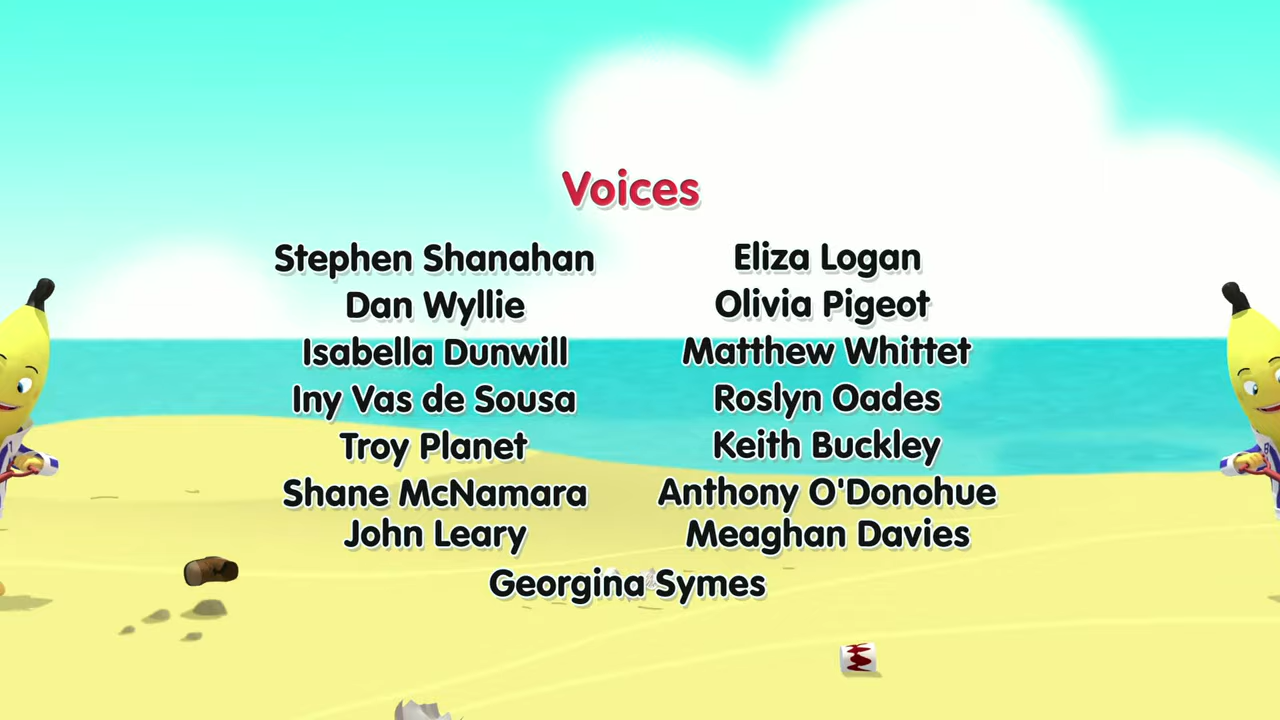 Voices
Stephen Shanahan Eliza Logan
Dan Wyllie Olivia Pigeot
Isabella Dunwill Matthew Whittet
Iny Vas de Sousa Roslyn Oades
Troy Planet Keith Buckley
Shane McNamara Anthony O'Donohue
John Leary Meaghan Davies
Georgina Symes